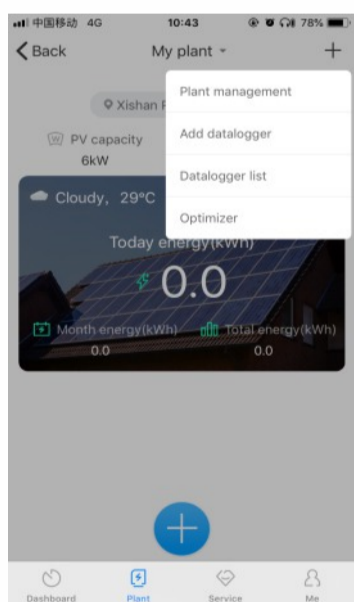 中国移动 4G 10:43 78%
Back My plant
Plant management
Xishan
Add datalogger
PV capacity
6kW
Datalogger list
Cloudy, 29°C
Optimizer
Today energy(kWh)
0.0
Month energy(kWh) Total energy(kWh)
0.0 0.0
Dashboard Plant Service Me